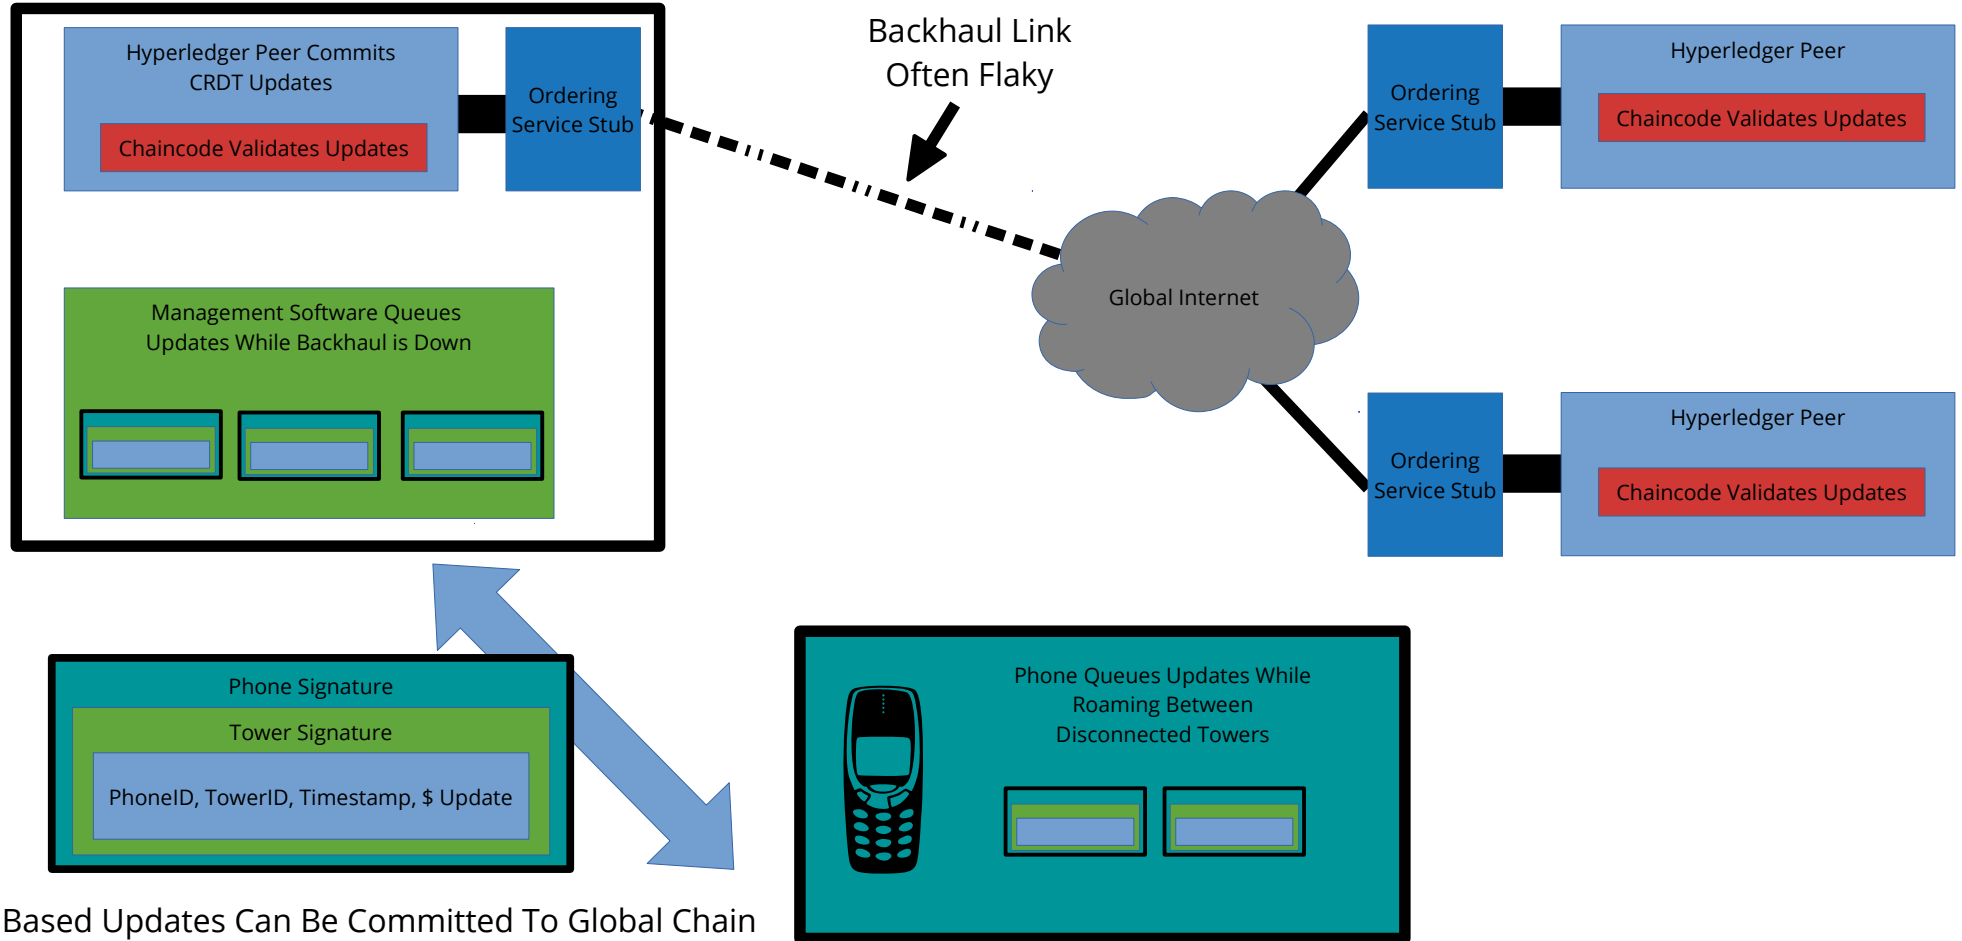 Hyperledger Peer Commits
CRDT Updates
Chaincode Validates Updates
Ordering
Service Stub
Backhaul Link
Often Flaky
Ordering
Service Stub
Hyperledger Peer
Chaincode Validates Updates
Global Internet
Management Software Queues
Updates While Backhaul is Down
Ordering
Service Stub
Hyperledger Peer
Chaincode Validates Updates
Phone Signature
Tower Signature
PhoneID, TowerID, Timestamp, $ Update
Phone Queues Updates While
Roaming Between
Disconnected Towers
Based Updates Can Be Committed To Global Chain